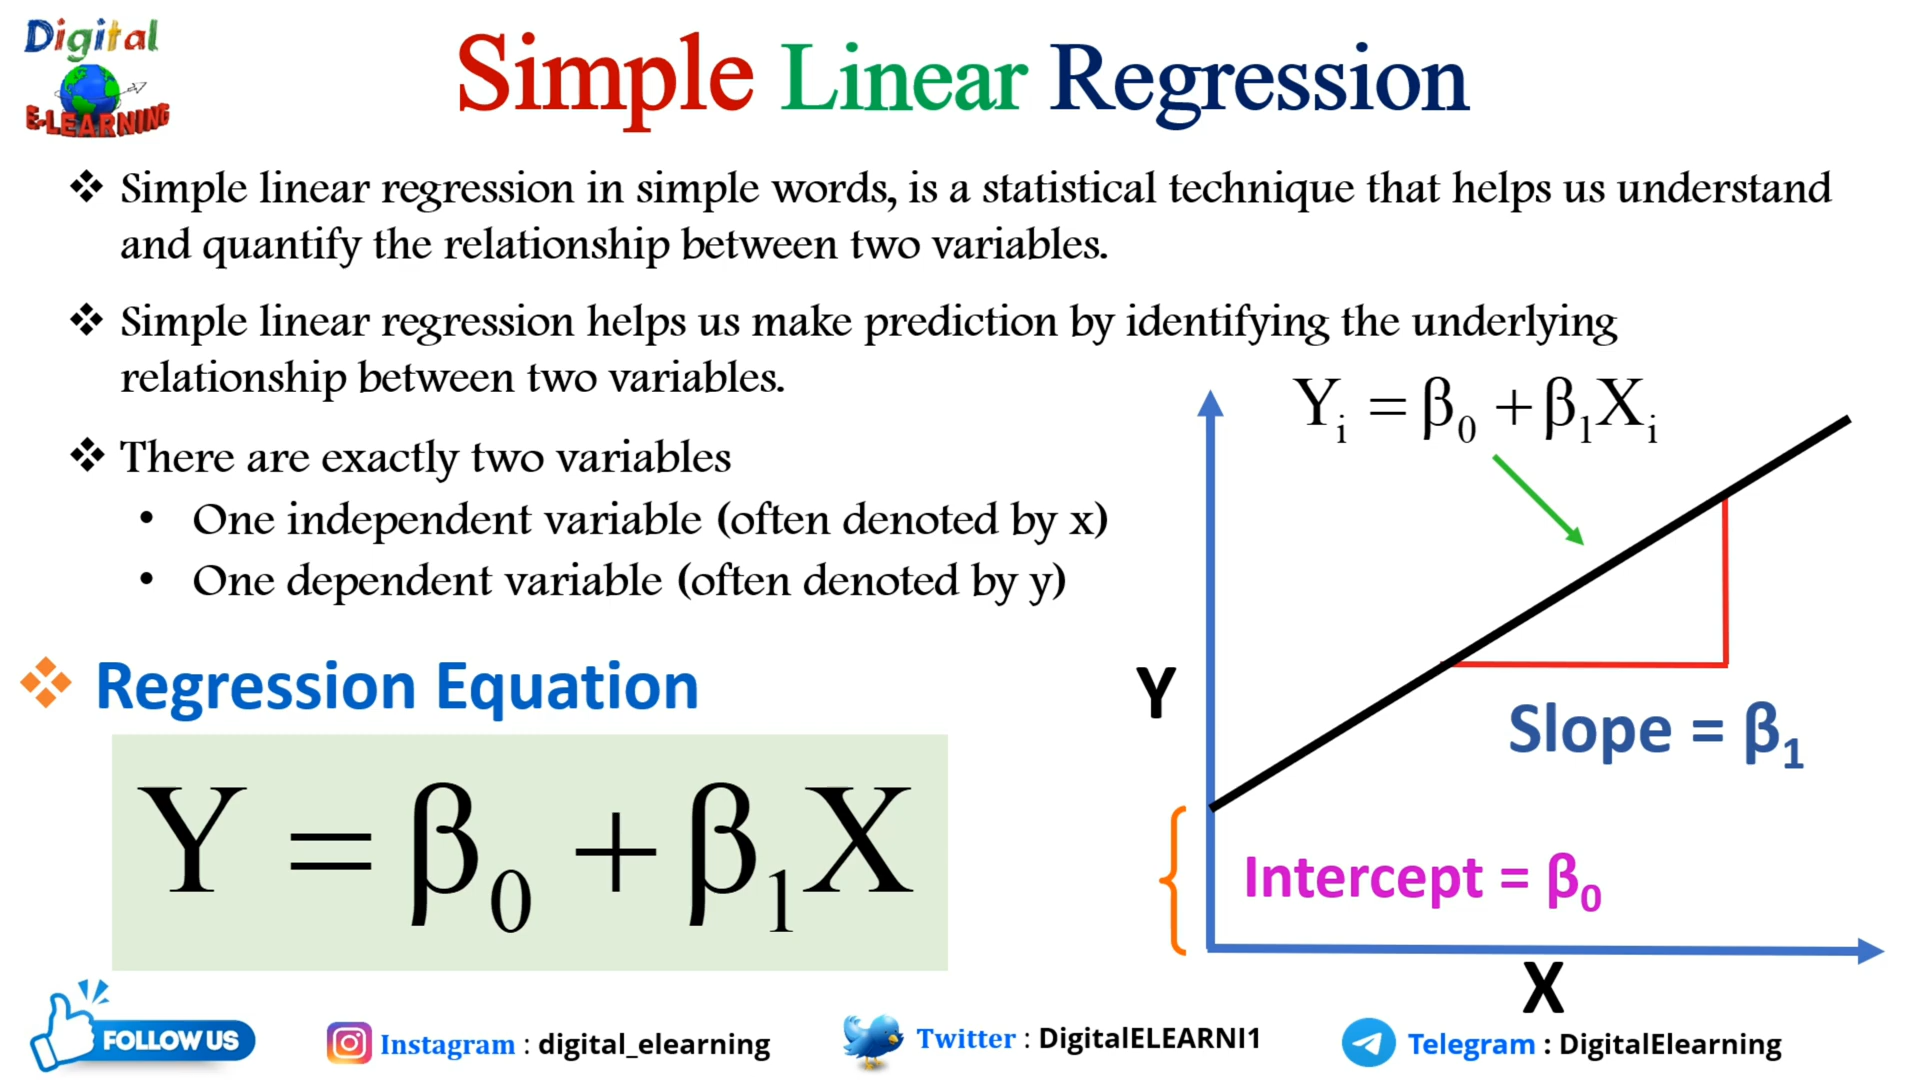 Digital
E-LEARNING
Simple Linear Regression
❖ Simple linear regression in simple words, is a statistical technique that helps us understand
and quantify the relationship between two variables.
❖ Simple linear regression helps us make prediction by identifying the underlying
relationship between two variables.
❖ There are exactly two variables
• One independent variable (often denoted by x)
• One dependent variable (often denoted by y)
❖ Regression Equation
Y = β₀ + β₁X
Yᵢ = β₀ + β₁Xᵢ
Y
Slope = β₁
Intercept = β₀
X
FOLLOW US
Instagram : digital_elearning
Twitter : DigitalELEARNI1
Telegram : DigitalElearning